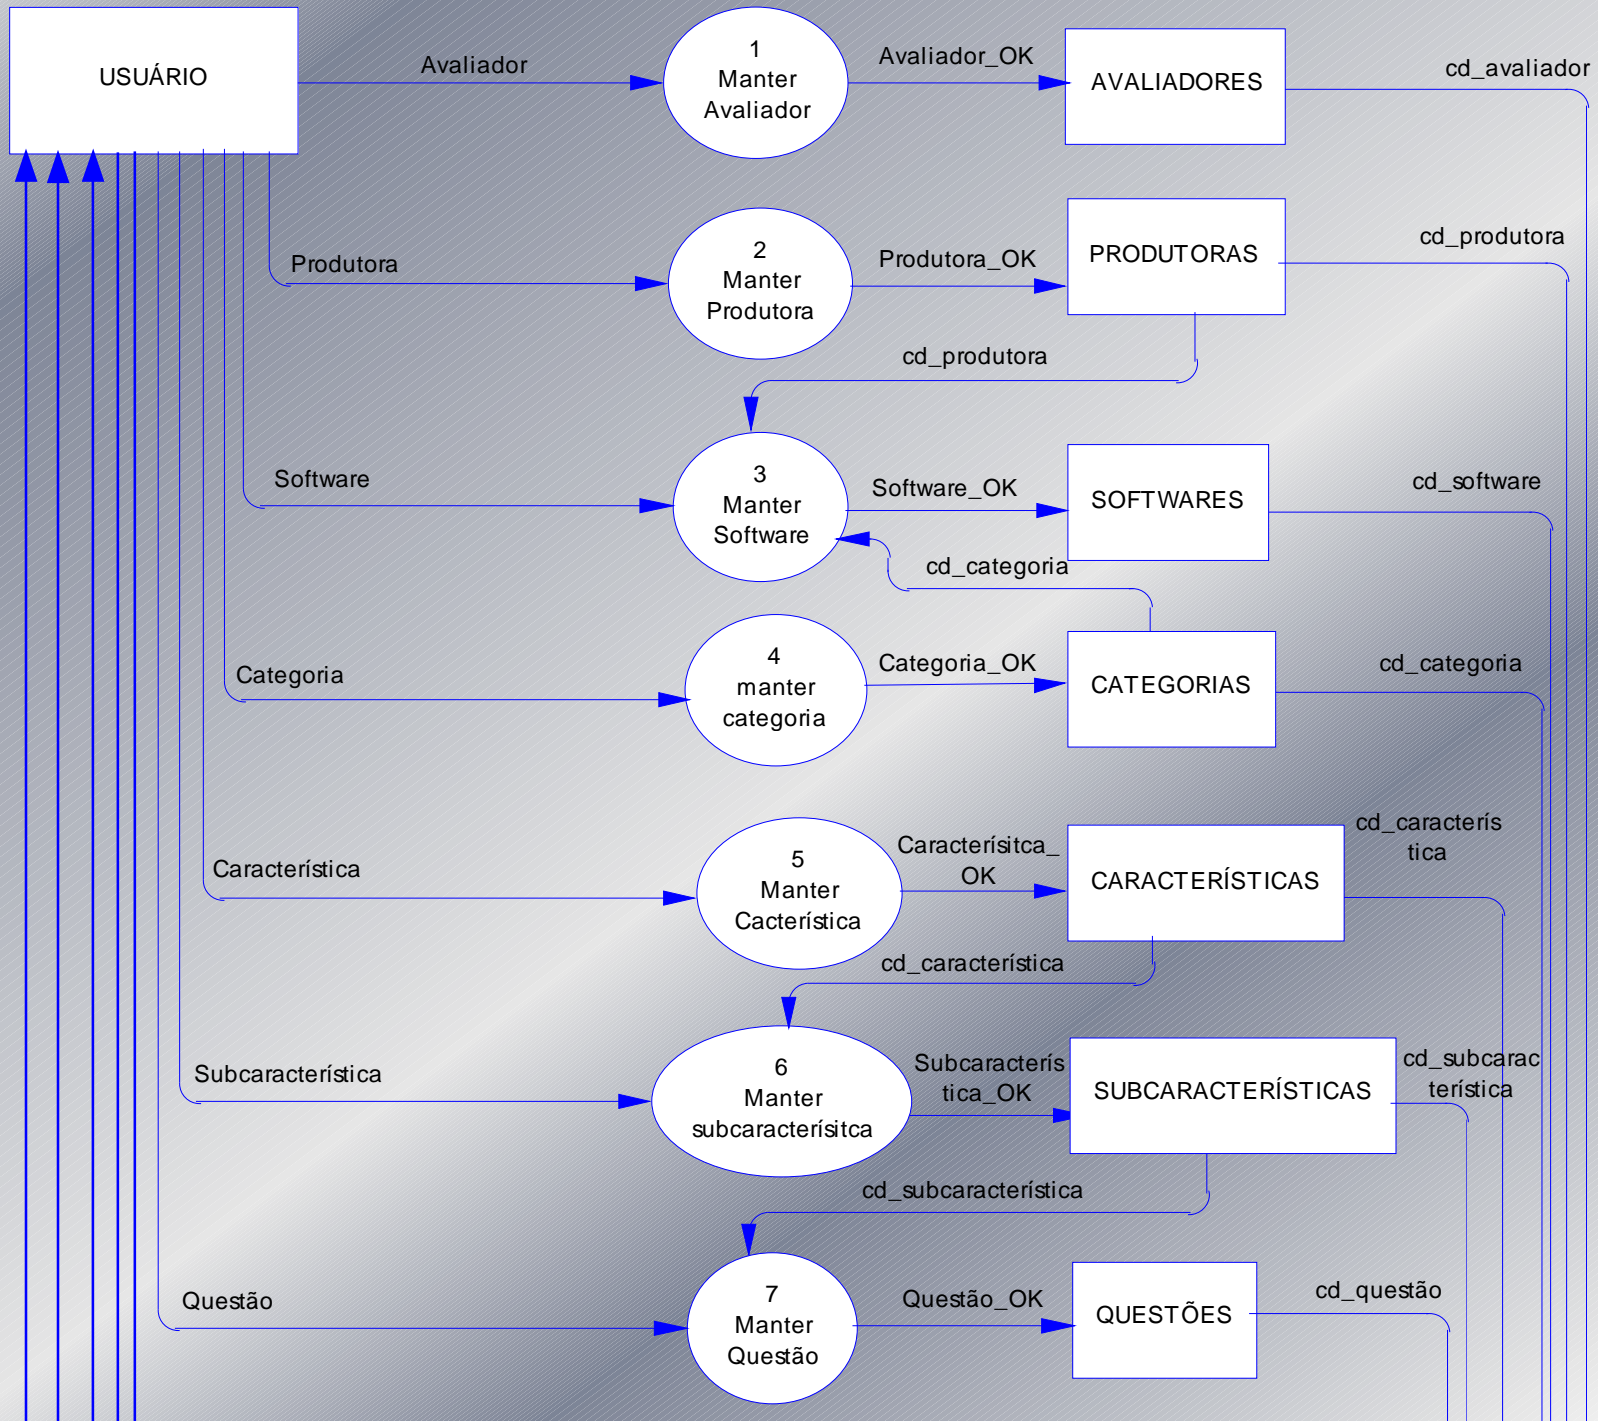 USUÁRIO
Avaliador
1
Manter
Avaliador
Avaliador_OK
AVALIADORES
cd_avaliador
Produtora
2
Manter
Produtora
Produtora_OK
PRODUTORAS
cd_produtora
cd_produtora
Software
3
Manter
Software
Software_OK
SOFTWARES
cd_software
cd_categoria
Categoria
4
manter
categoria
Categoria_OK
CATEGORIAS
cd_categoria
Característica
5
Manter
Cacterística
Caracterísitca_
OK
CARACTERÍSTICAS
cd_caracterís
tica
cd_característica
Subcaracterística
6
Manter
subcaracterísitca
Subcaracterís
tica_OK
SUBCARACTERÍSTICAS
cd_subcarac
terística
cd_subcaracterística
Questão
7
Manter
Questão
Questão_OK
QUESTÕES
cd_questão